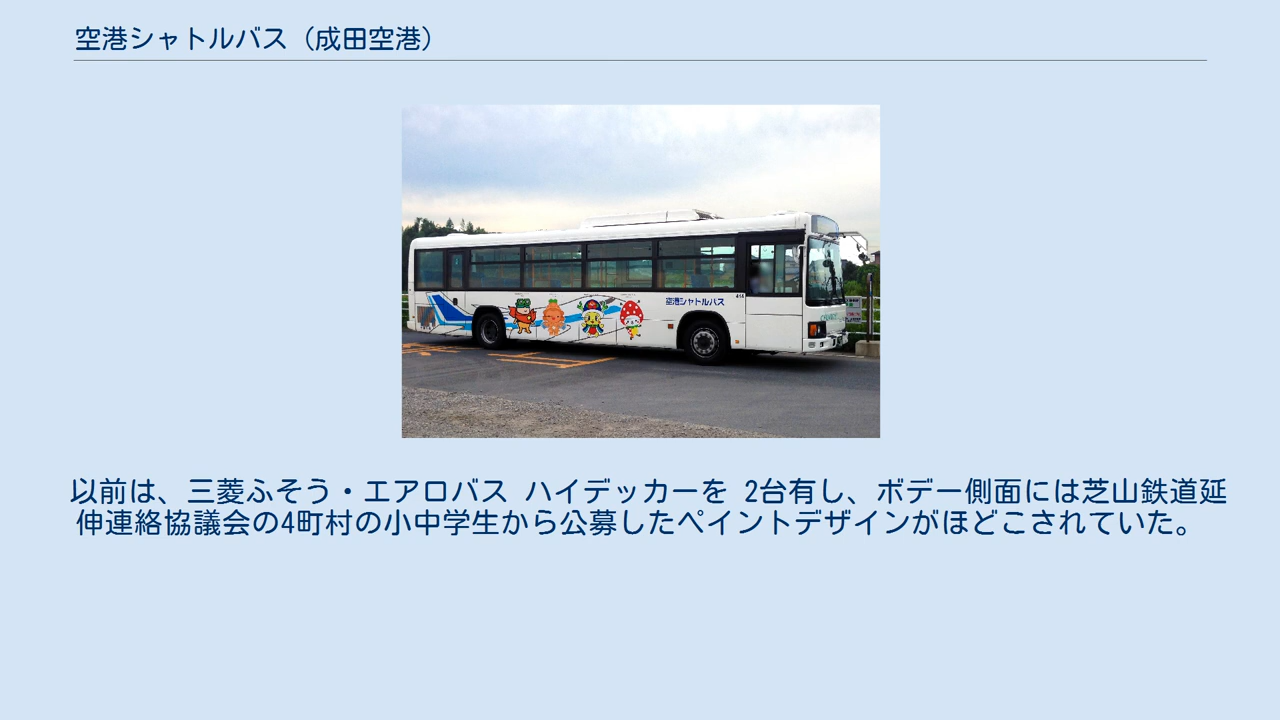 空港シャトルバス（成田空港）
空港シャトルバス
以前は、三菱ふそう・エアロバス ハイデッカーを 2台有し、ボデー側面には芝山鉄道延
伸連絡協議会の4町村の小中学生から公募したペイントデザインがほどこされていた。